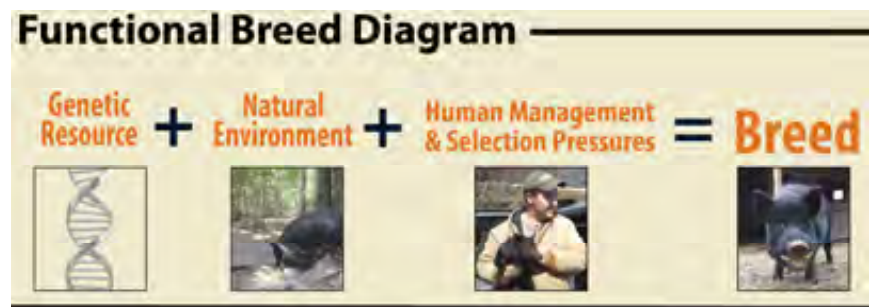 Functional Breed Diagram
Genetic
Resource
+
Natural
Environment
+
Human Management
& Selection Pressures
=
Breed